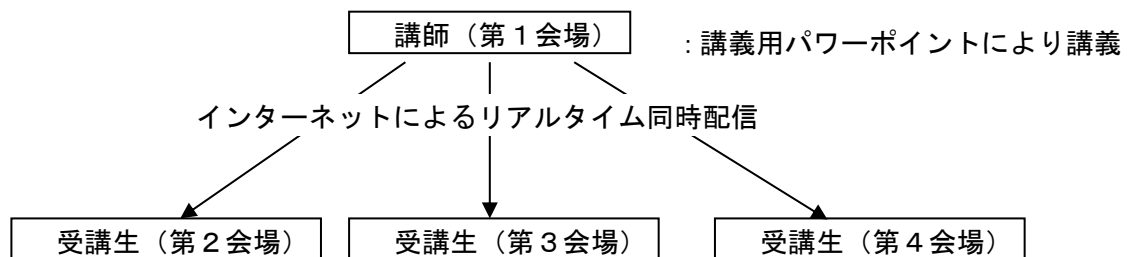 講師（第１会場）
：講義用パワーポイントにより講義
インターネットによるリアルタイム同時配信
受講生（第２会場）
受講生（第３会場）
受講生（第４会場）